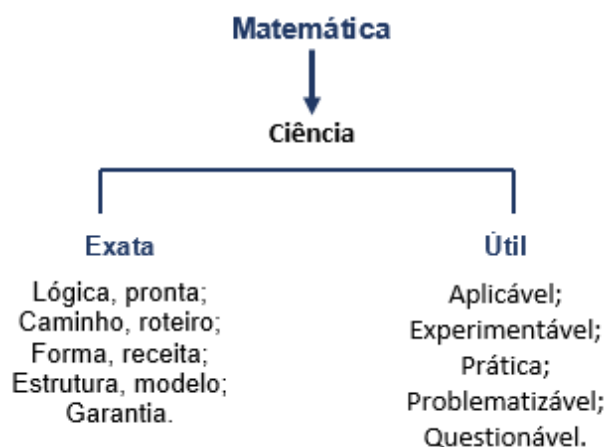 Matemática
Ciência
Exata
Lógica, pronta;
Caminho, roteiro;
Forma, receita;
Estrutura, modelo;
Garantia.
Útil
Aplicável;
Experimentável;
Prática;
Problematizável;
Questionável.